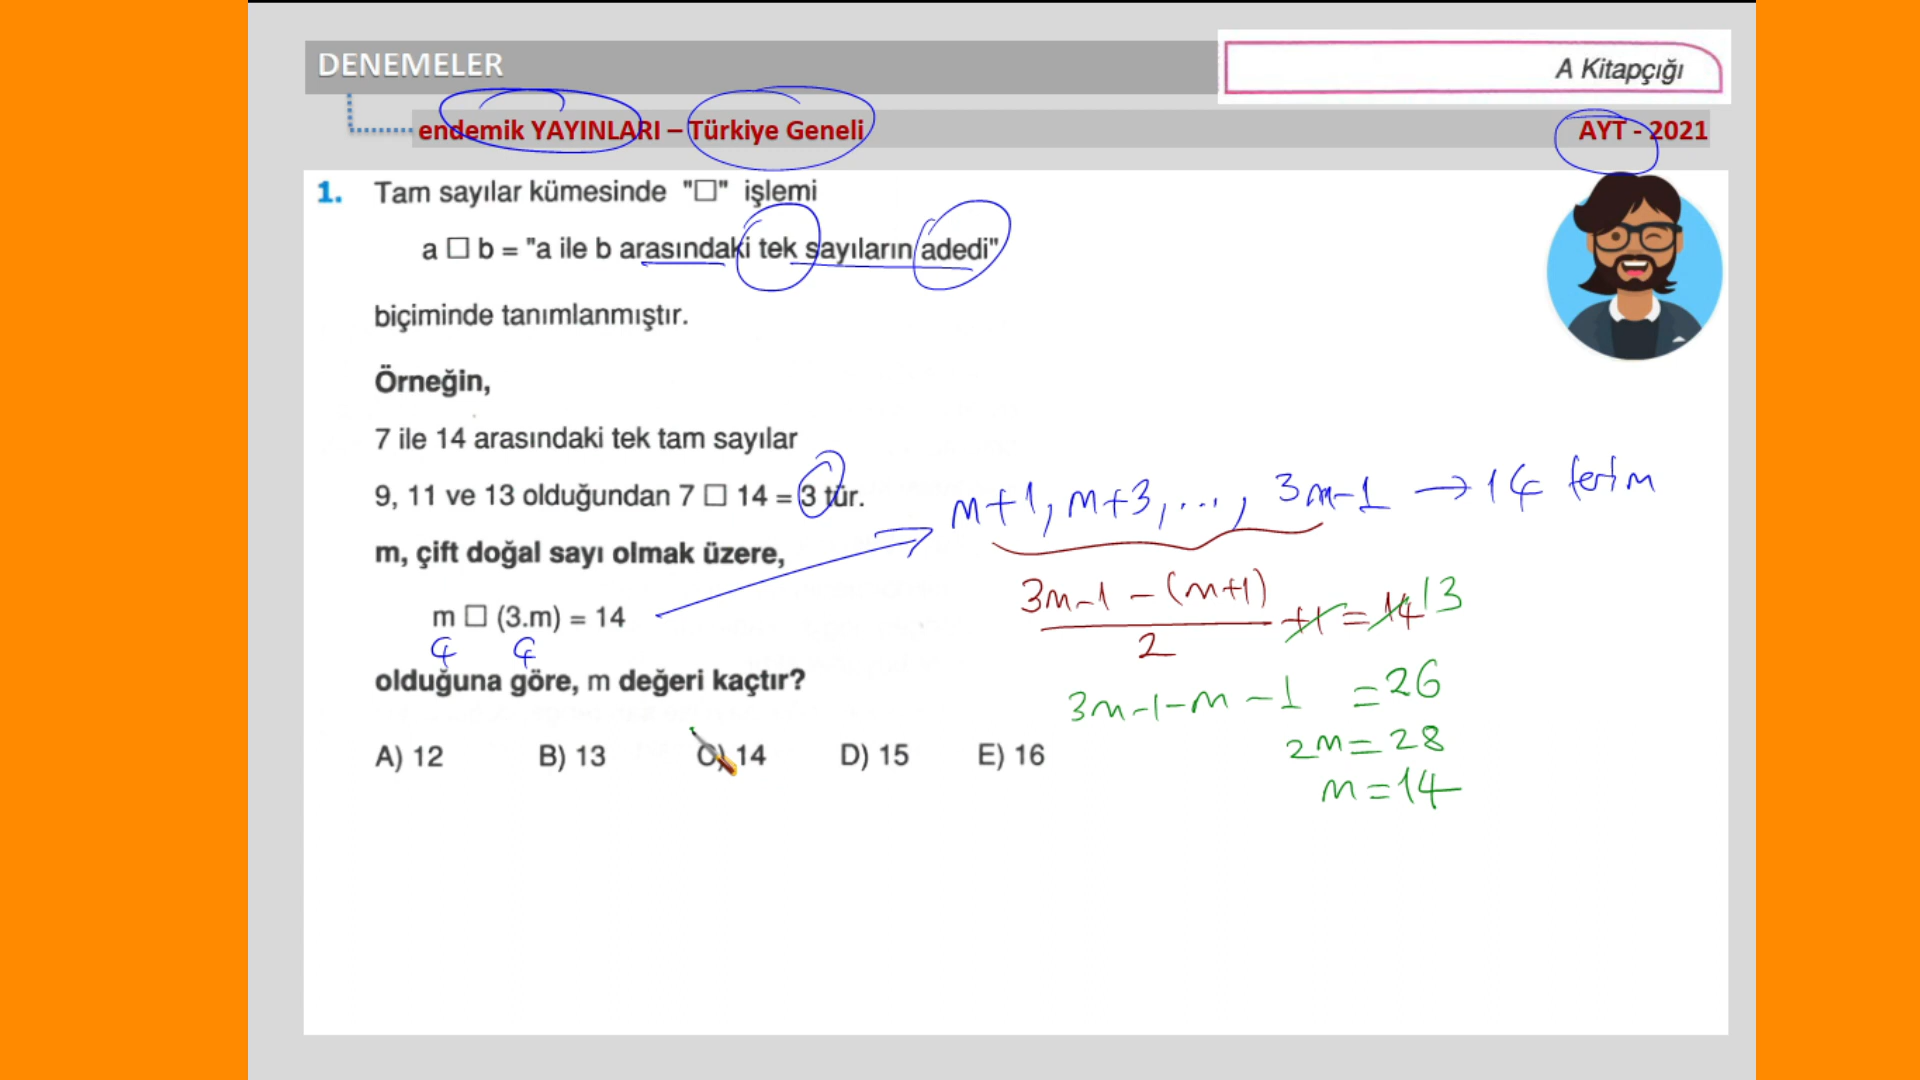 DENEMELER
A Kitapçığı
endemik YAYINLARI – Türkiye Geneli
AYT - 2021
1. Tam sayılar kümesinde "□" işlemi
a □ b = "a ile b arasındaki tek sayıların adedi"
biçiminde tanımlanmıştır.
Örneğin,
7 ile 14 arasındaki tek tam sayılar
9, 11 ve 13 olduğundan 7 □ 14 = 3 tür.
m, çift doğal sayı olmak üzere,
m □ (3.m) = 14
Ç Ç
olduğuna göre, m değeri kaçtır?
A) 12 B) 13 C) 14 D) 15 E) 16
m+1, m+3, ..., 3m-1 → 14 terim
3m-1 - (m+1)
2
+1 = 14 13
3m-1-m-1 = 26
2m = 28
m = 14